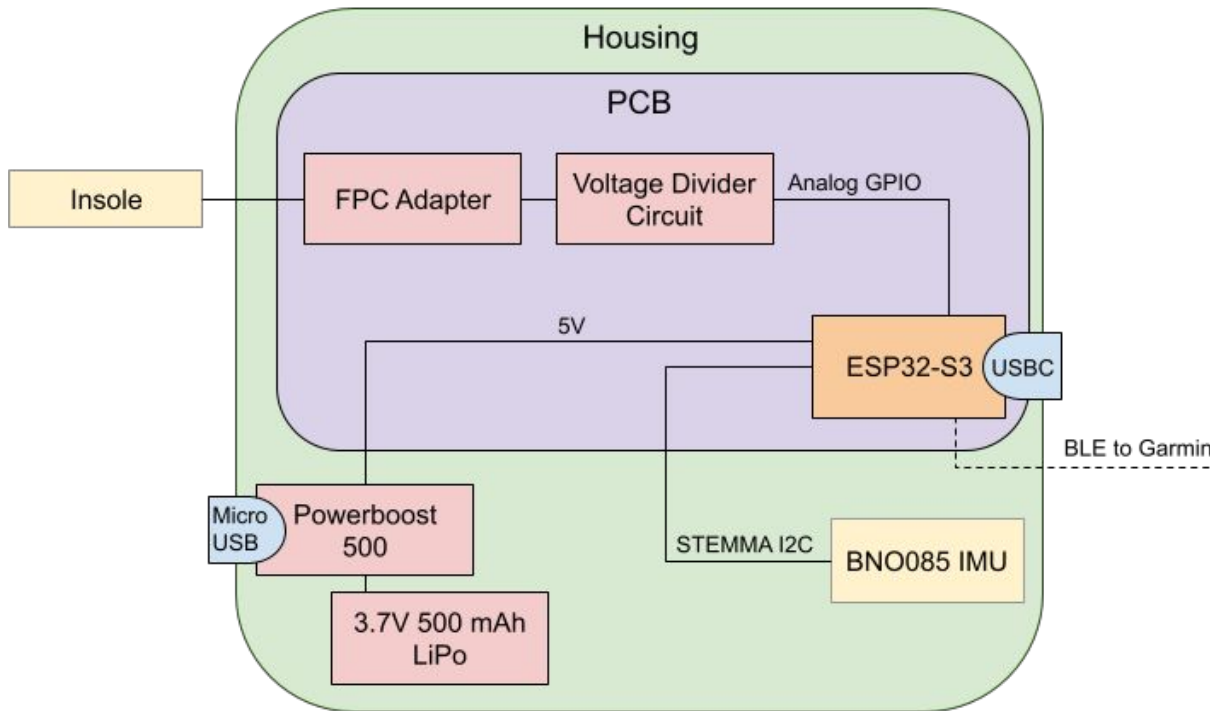 Housing
PCB
Insole
FPC Adapter
Voltage Divider
Circuit
Analog GPIO
5V
ESP32-S3
USBC
BLE to Garmin
Micro
USB
Powerboost
500
STEMMA I2C
BNO085 IMU
3.7V 500 mAh
LiPo